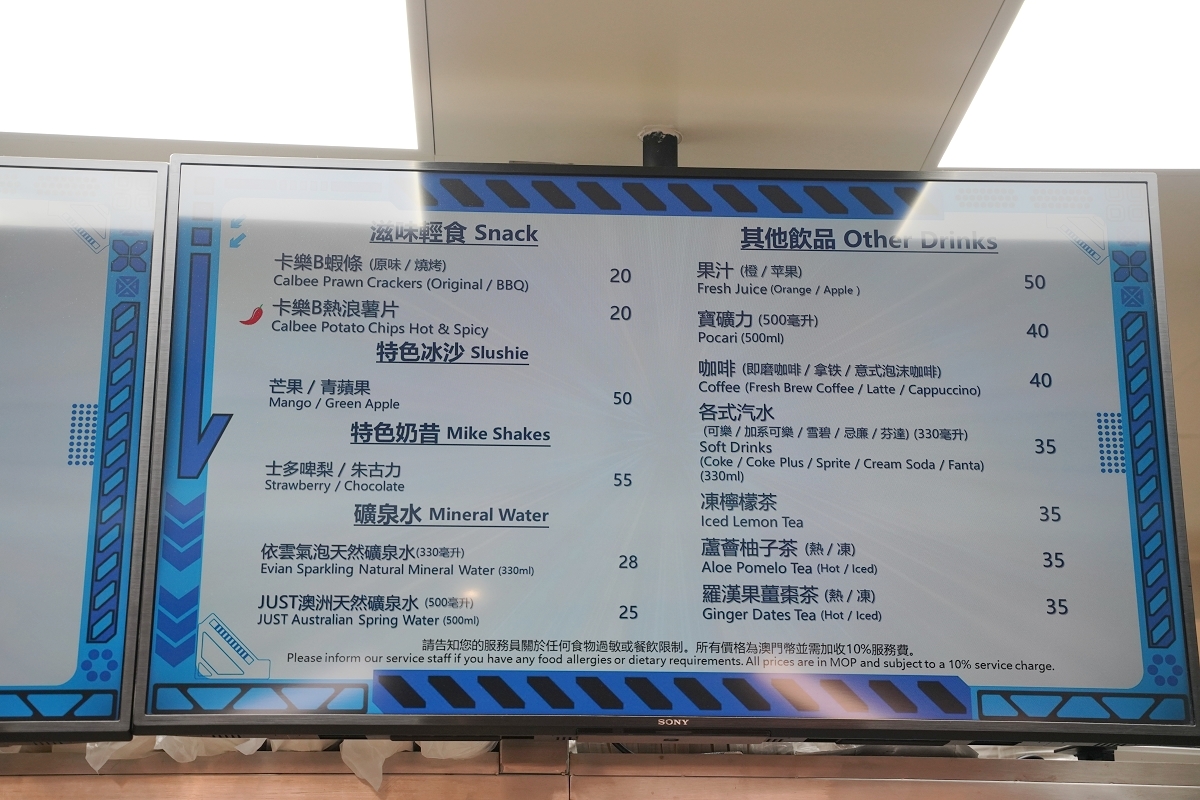 滋味輕食 Snack
卡樂B蝦條 (原味 / 燒烤)
Calbee Prawn Crackers (Original / BBQ)
20
卡樂B熱浪薯片
Calbee Potato Chips Hot & Spicy
20
特色冰沙 Slushie
芒果 / 青蘋果
Mango / Green Apple
50
特色奶昔 Mike Shakes
士多啤梨 / 朱古力
Strawberry / Chocolate
55
礦泉水 Mineral Water
依雲氣泡天然礦泉水(330毫升)
Evian Sparkling Natural Mineral Water (330ml)
28
JUST澳洲天然礦泉水 (500毫升)
JUST Australian Spring Water (500ml)
25
其他飲品 Other Drinks
果汁 (橙 / 苹果)
Fresh Juice (Orange / Apple )
50
寶礦力 (500毫升)
Pocari (500ml)
40
咖啡 (即磨咖啡 / 拿铁 / 意式泡沫咖啡)
Coffee (Fresh Brew Coffee / Latte / Cappuccino)
40
各式汽水
(可樂 / 加系可樂 / 雪碧 / 忌廉 / 芬達) (330毫升)
Soft Drinks
(Coke / Coke Plus / Sprite / Cream Soda / Fanta)
(330ml)
35
凍檸檬茶
Iced Lemon Tea
35
蘆薈柚子茶 (熱 / 凍)
Aloe Pomelo Tea (Hot / Iced)
35
羅漢果薑棗茶 (熱 / 凍)
Ginger Dates Tea (Hot / Iced)
35
請告知您的服務員關於任何食物過敏或餐飲限制。所有價格為澳門幣並需加收10%服務費。
Please inform our service staff if you have any food allergies or dietary requirements. All prices are in MOP and subject to a 10% service charge.
SONY